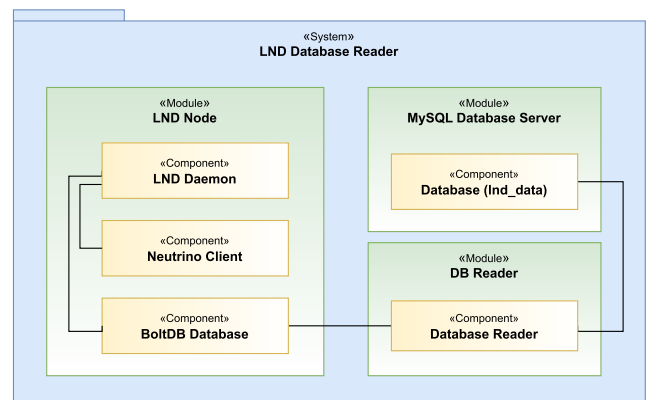 «System»
LND Database Reader
«Module»
LND Node
«Component»
LND Daemon
«Component»
Neutrino Client
«Component»
BoltDB Database
«Module»
MySQL Database Server
«Component»
Database (lnd_data)
«Module»
DB Reader
«Component»
Database Reader